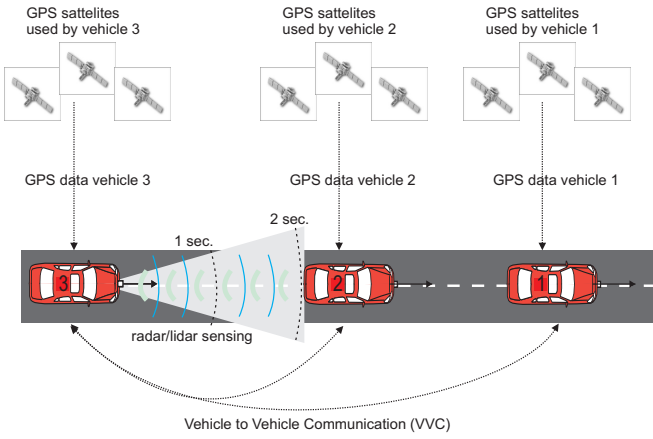 GPS sattelites
used by vehicle 3
GPS sattelites
used by vehicle 2
GPS sattelites
used by vehicle 1
GPS data vehicle 3
GPS data vehicle 2
GPS data vehicle 1
2 sec.
1 sec.
3
2
1
radar/lidar sensing
Vehicle to Vehicle Communication (VVC)